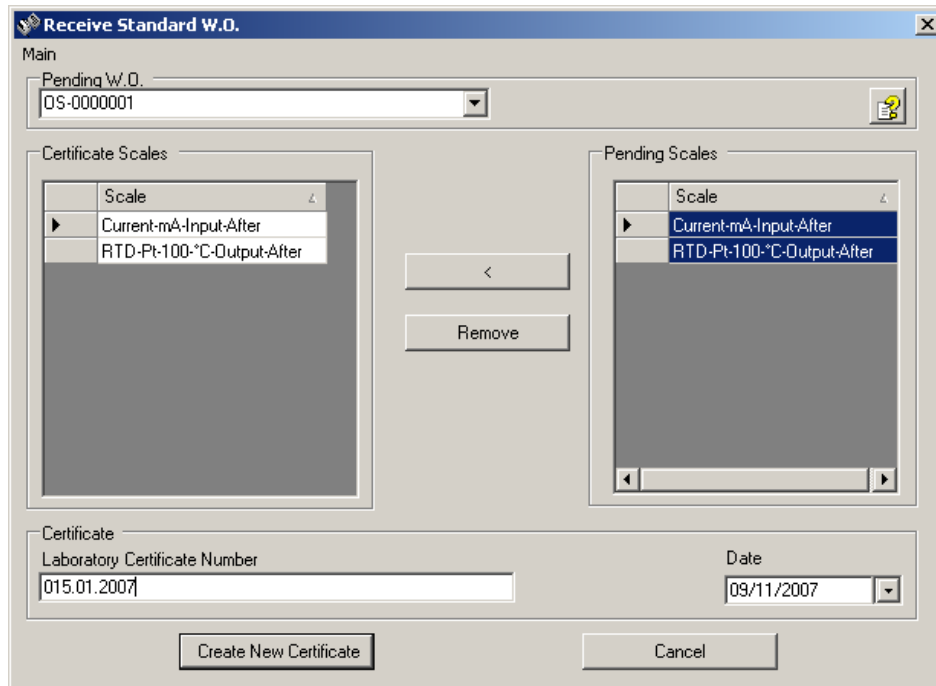 Receive Standard W.O.
Main
Pending W.O.
OS-0000001
Certificate Scales
Scale
Current-mA-Input-After
RTD-Pt-100-°C-Output-After
<
Remove
Pending Scales
Scale
Current-mA-Input-After
RTD-Pt-100-°C-Output-After
Certificate
Laboratory Certificate Number
015.01.2007
Date
09/11/2007
Create New Certificate
Cancel